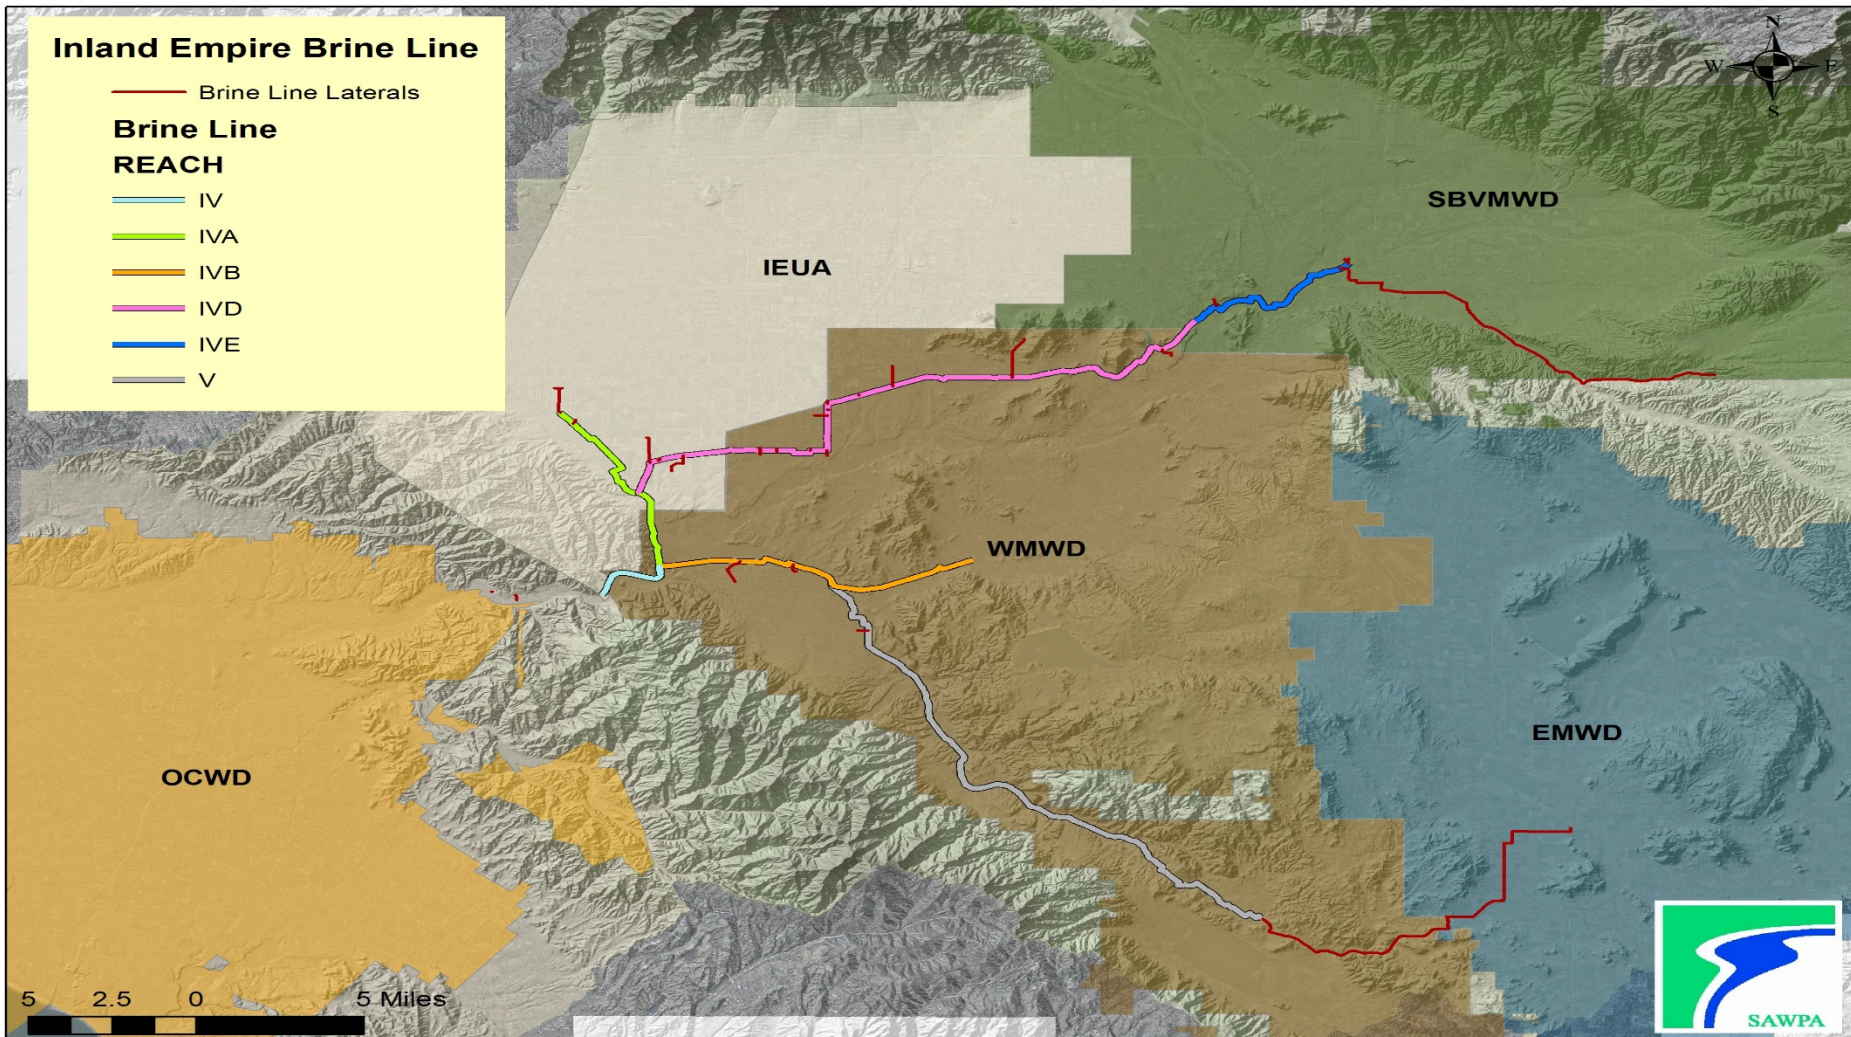 Inland Empire Brine Line
Brine Line Laterals
Brine Line
REACH
IV
IVA
IVB
IVD
IVE
V
N
W E
S
SBVMWD
IEUA
WMWD
EMWD
OCWD
5 2.5 0 5 Miles
SAWPA